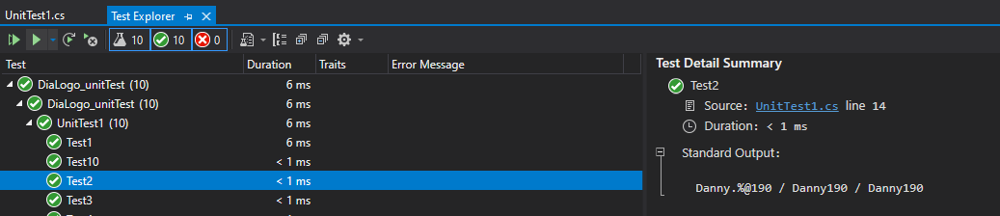 UnitTest1.cs Test Explorer
10 10 0
Test Duration Traits Error Message
DiaLogo_unitTest (10) 6 ms
DiaLogo_unitTest (10) 6 ms
UnitTest1 (10) 6 ms
Test1 6 ms
Test10 < 1 ms
Test2 < 1 ms
Test3 < 1 ms
Test Detail Summary
Test2
Source: UnitTest1.cs line 14
Duration: < 1 ms
Standard Output:
Danny.%@190 / Danny190 / Danny190